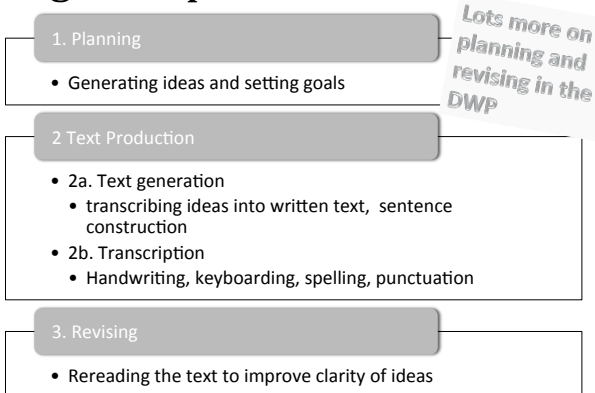 1. Planning
Lots more on
planning and
revising in the
DWP
• Generating ideas and setting goals
2 Text Production
• 2a. Text generation
• transcribing ideas into written text, sentence
construction
• 2b. Transcription
• Handwriting, keyboarding, spelling, punctuation
3. Revising
• Rereading the text to improve clarity of ideas